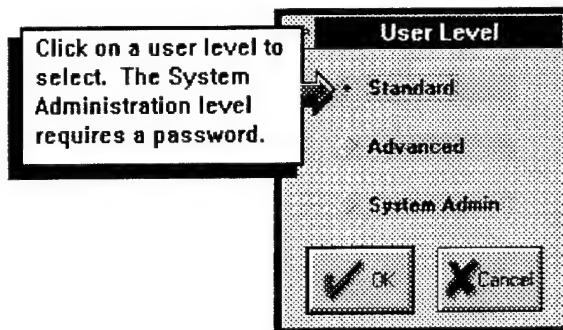 Click on a user level to
select. The System
Administration level
requires a password.
User Level
Standard
Advanced
System Admin
OK
Cancel